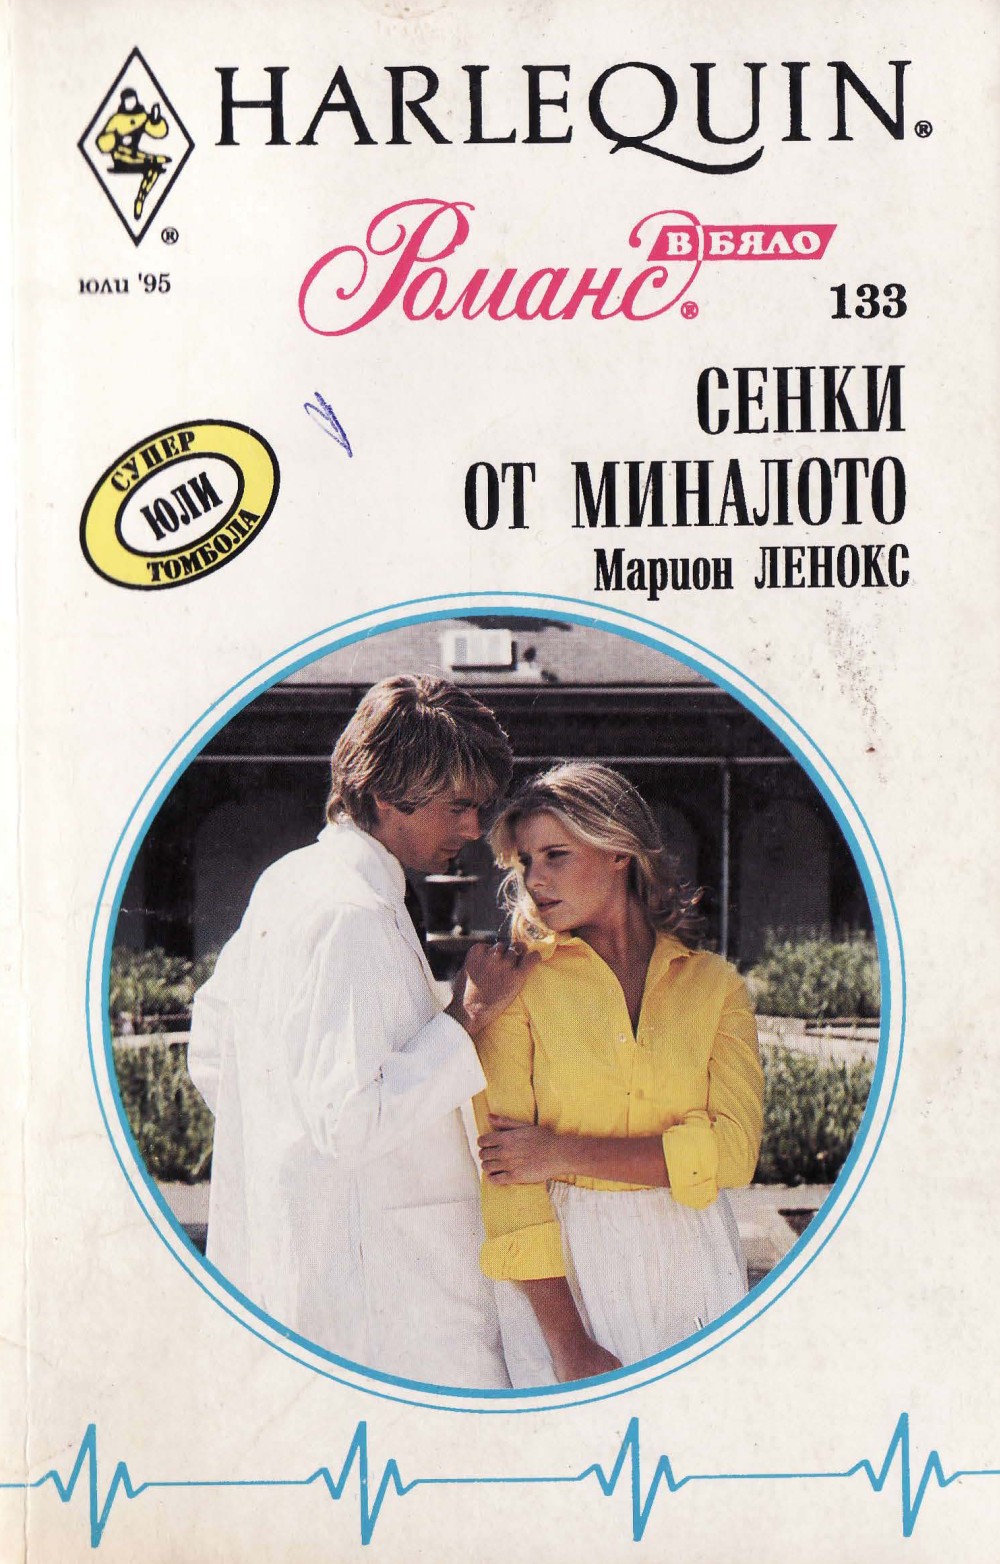 HARLEQUIN®
®
юли '95
Романс® В БЯЛО
133
СЕНКИ
ОТ МИНАЛОТО
Марион ЛЕНОКС
СУПЕР
ЮЛИ
ТОМБОЛА